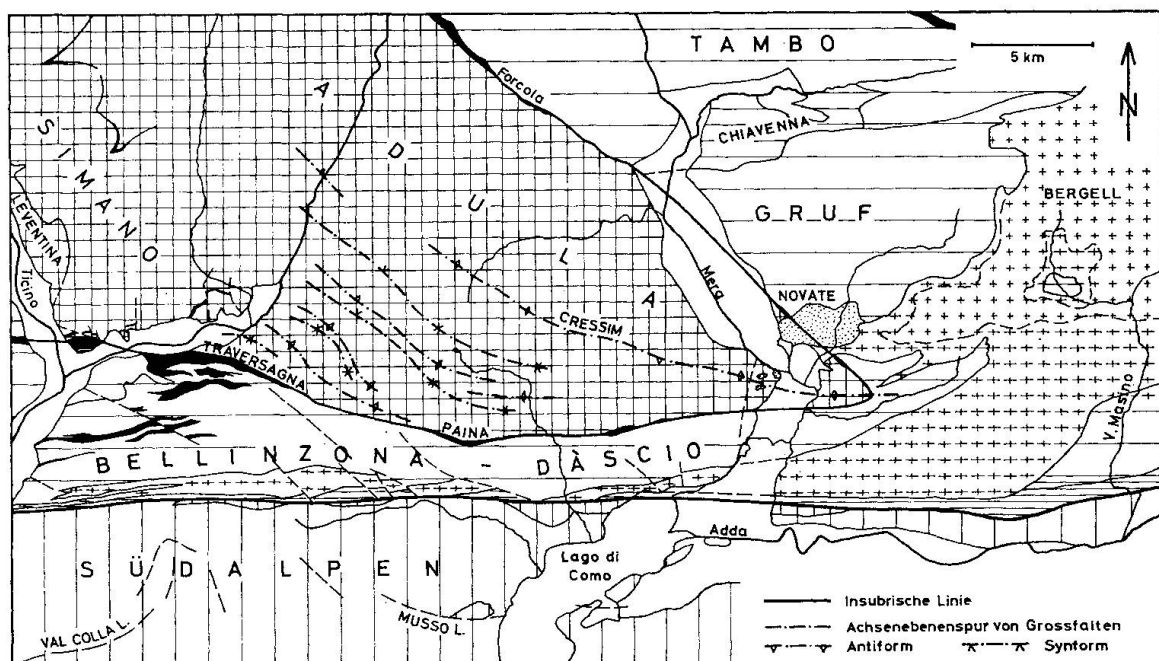 TAMBO
5 km
N
Forcola
ADULA
SIMANO
CHIAVENNA
BERGELL
GRUF
LEVENTINA
Ticino
Mera
NOVATE
CRESSIM
TRAVERSAGNA
PAINA
V. Masino
BELLINZONA - DÀSCIO
Adda
SÜDALPEN
Lago di
Como
MUSSO L.
VAL COLLA L.
Insubrische Linie
Achsenebenenspur von Grossfalten
Antiform
Synform